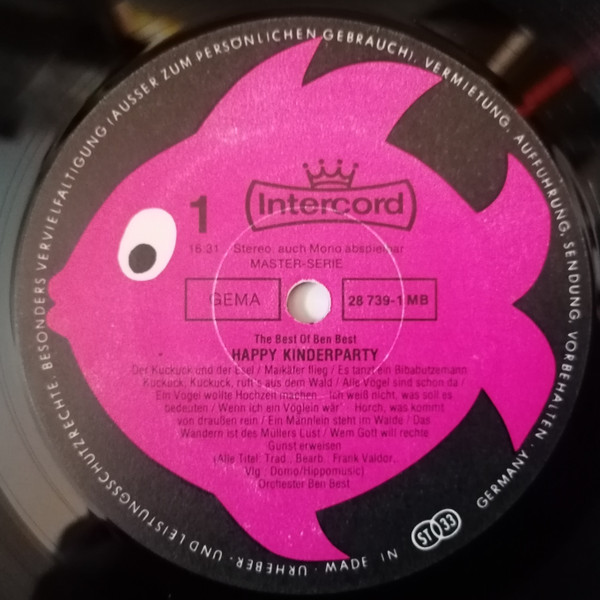 URHEBER- UND LEISTUNGSSCHUTZRECHTE, BESONDERS VERVIELFÄLTIGUNG (AUSSER ZUM PERSÖNLICHEN GEBRAUCH), VERMIETUNG, AUFFÜHRUNG, SENDUNG, VORBEHALTEN · MADE IN GERMANY ·
1
Intercord
16:31 Stereo, auch Mono abspielbar
MASTER-SERIE
GEMA
28 739-1 MB
The Best Of Ben Best
HAPPY KINDERPARTY
Der Kuckuck und der Esel / Maikäfer flieg / Es tanzt ein Bibabutzemann
Kuckuck, Kuckuck, ruft's aus dem Wald / Alle Vögel sind schon da /
Ein Vogel wollte Hochzeit machen Ich weiß nicht, was soll es
bedeuten / Wenn ich ein Vöglein wär' Horch, was kommt
von draußen rein / Ein Männlein steht im Walde / Das
Wandern ist des Müllers Lust / Wem Gott will rechte
Gunst erweisen
(Alle Titel: Trad., Bearb.: Frank Valdor,
Vlg.: Domo/Hippomusic)
Orchester Ben Best
ST 33